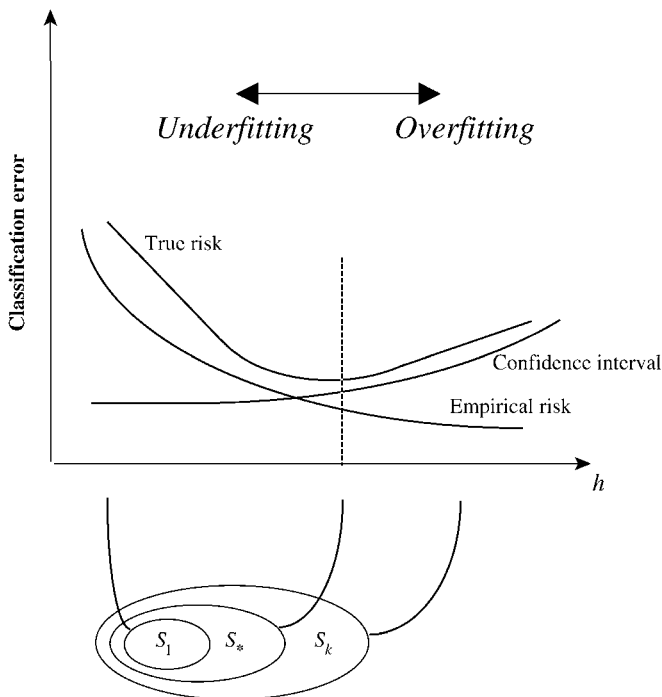 Underfitting Overfitting
Classification error
True risk
Confidence interval
Empirical risk
h
S1 S* Sk